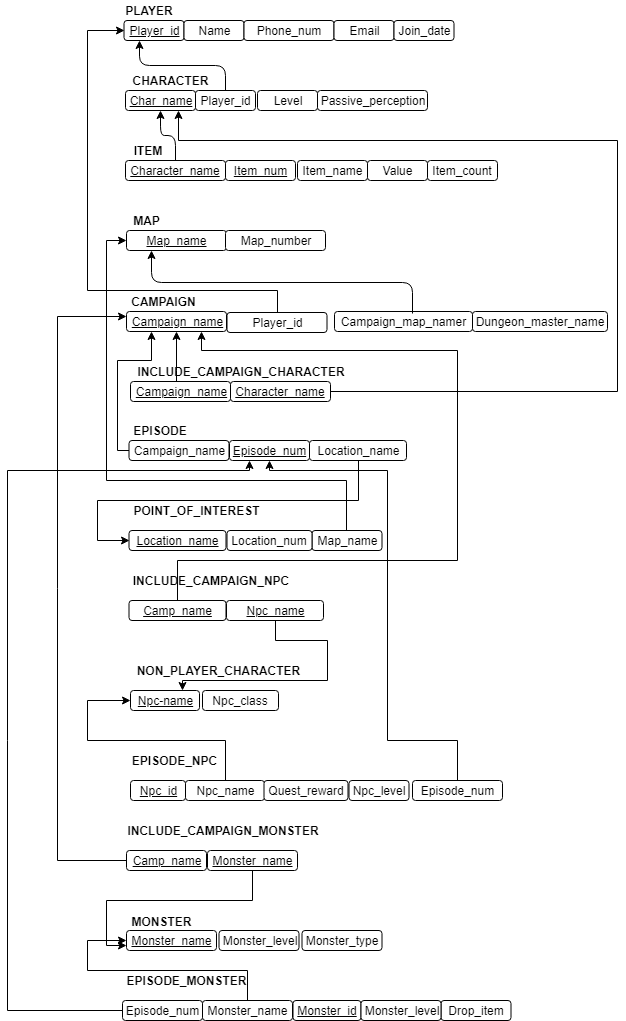 PLAYER
Player_id Name Phone_num Email Join_date
CHARACTER
Char_name Player_id Level Passive_perception
ITEM
Character_name Item_num Item_name Value Item_count
MAP
Map_name Map_number
CAMPAIGN
Campaign_name Player_id Campaign_map_namer Dungeon_master_name
INCLUDE_CAMPAIGN_CHARACTER
Campaign_name Character_name
EPISODE
Campaign_name Episode_num Location_name
POINT_OF_INTEREST
Location_name Location_num Map_name
INCLUDE_CAMPAIGN_NPC
Camp_name Npc_name
NON_PLAYER_CHARACTER
Npc-name Npc_class
EPISODE_NPC
Npc_id Npc_name Quest_reward Npc_level Episode_num
INCLUDE_CAMPAIGN_MONSTER
Camp_name Monster_name
MONSTER
Monster_name Monster_level Monster_type
EPISODE_MONSTER
Episode_num Monster_name Monster_id Monster_level Drop_item